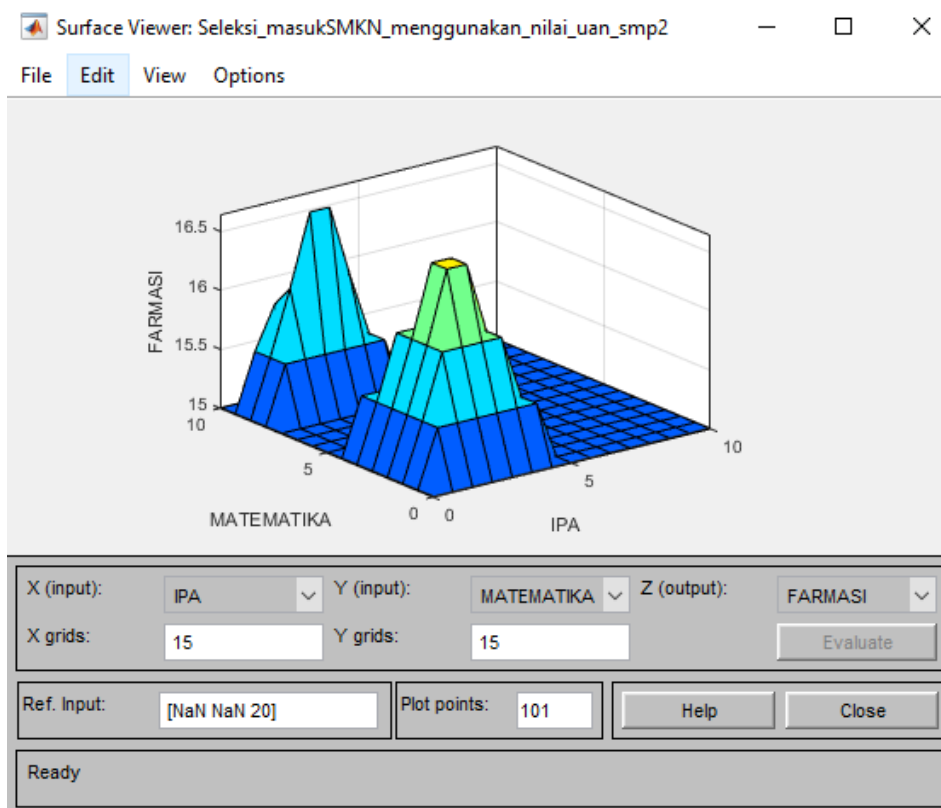 Surface Viewer: Seleksi_masukSMKN_menggunakan_nilai_uan_smp2
File Edit View Options
16.5
16
15.5
15
FARMASI
10
5
0
MATEMATIKA
0
5
10
IPA
X (input): IPA Y (input): MATEMATIKA Z (output): FARMASI
X grids: 15 Y grids: 15 Evaluate
Ref. Input: [NaN NaN 20] Plot points: 101 Help Close
Ready